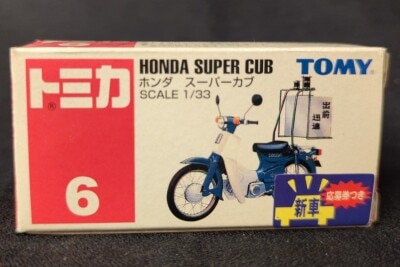 トミカ
®
6
HONDA SUPER CUB
ホンダ スーパーカブ
SCALE 1/33
TOMY
出前
迅速
応募券つき
新車